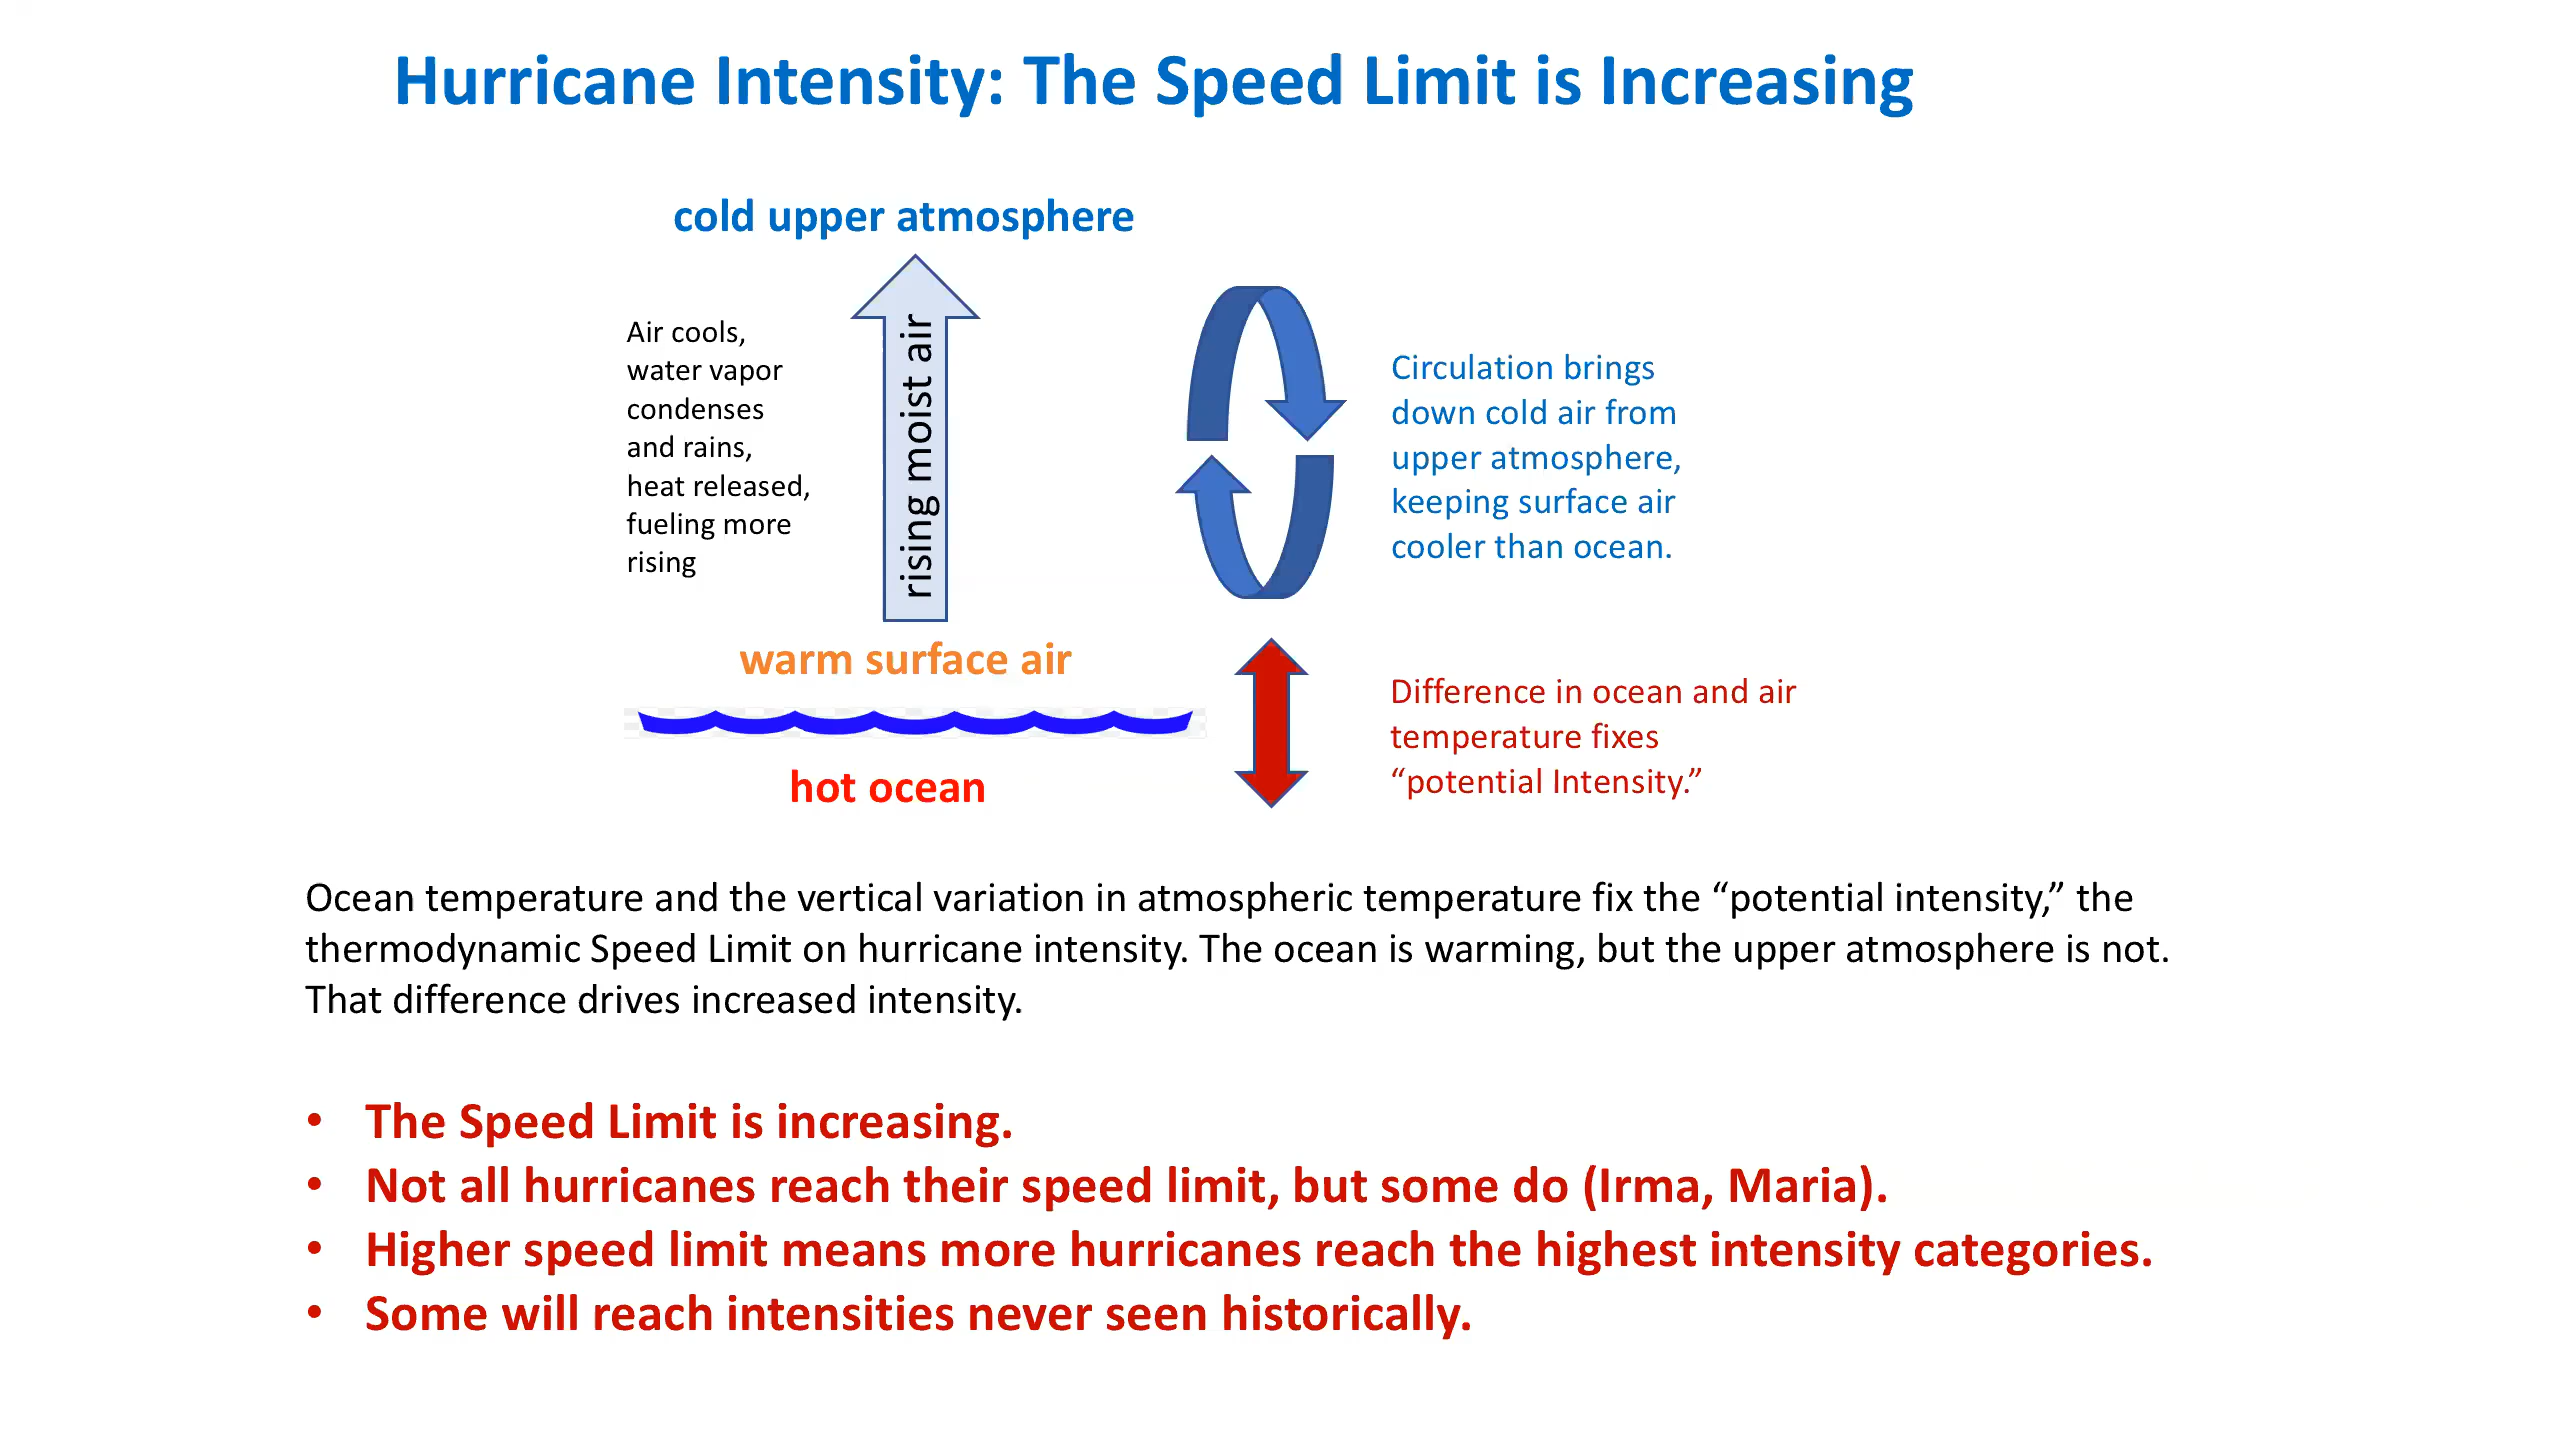 Hurricane Intensity: The Speed Limit is Increasing
cold upper atmosphere
Air cools,
water vapor
condenses
and rains,
heat released,
fueling more
rising
rising moist air
Circulation brings
down cold air from
upper atmosphere,
keeping surface air
cooler than ocean.
warm surface air
hot ocean
Difference in ocean and air
temperature fixes
“potential Intensity.”
Ocean temperature and the vertical variation in atmospheric temperature fix the “potential intensity,” the
thermodynamic Speed Limit on hurricane intensity. The ocean is warming, but the upper atmosphere is not.
That difference drives increased intensity.
• The Speed Limit is increasing.
• Not all hurricanes reach their speed limit, but some do (Irma, Maria).
• Higher speed limit means more hurricanes reach the highest intensity categories.
• Some will reach intensities never seen historically.